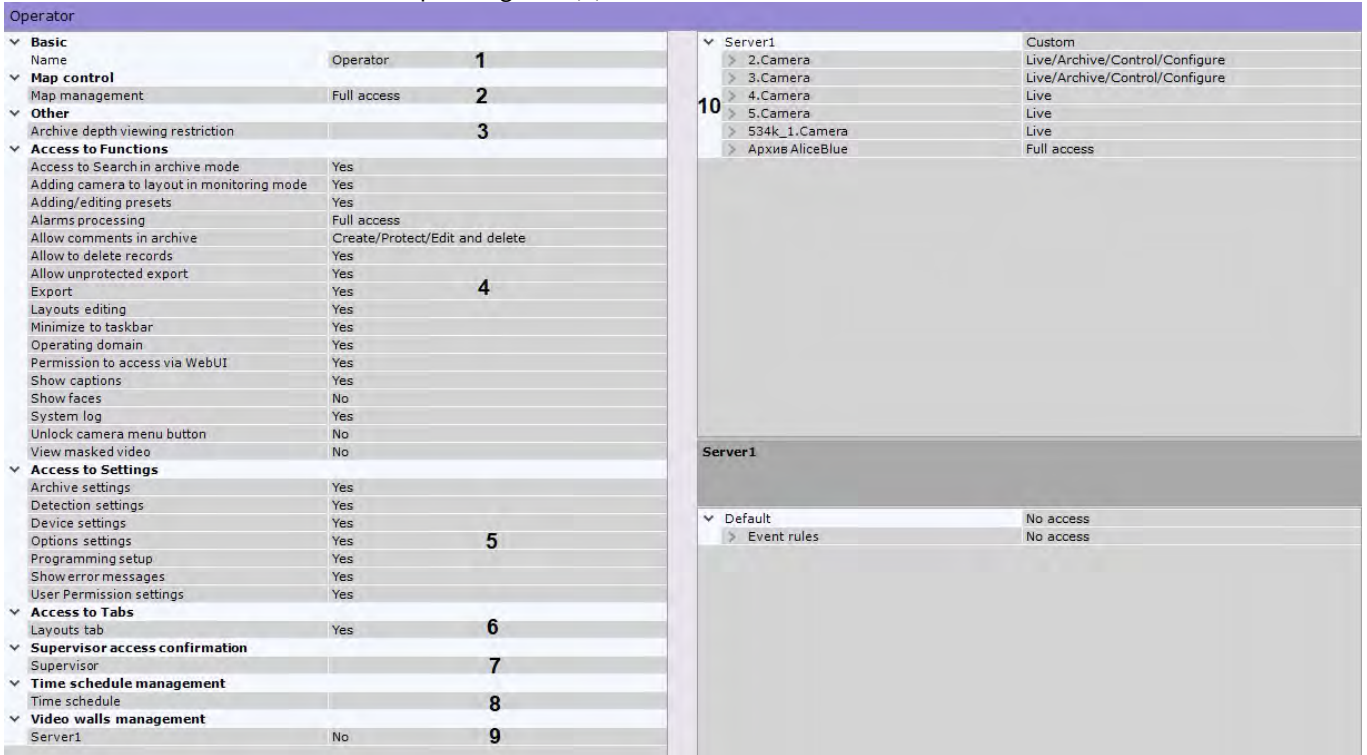 Operator
Basic
Name Operator 1
Map control
Map management Full access 2
Other
Archive depth viewing restriction 3
Access to Functions
Access to Search in archive mode Yes
Adding camera to layout in monitoring mode Yes
Adding/editing presets Yes
Alarms processing Full access
Allow comments in archive Create/Protect/Edit and delete
Allow to delete records Yes
Allow unprotected export Yes
Export Yes 4
Layouts editing Yes
Minimize to taskbar Yes
Operating domain Yes
Permission to access via WebUI Yes
Show captions Yes
Show faces No
System log Yes
Unlock camera menu button No
View masked video No
Access to Settings
Archive settings Yes
Detection settings Yes
Device settings Yes
Options settings Yes 5
Programming setup Yes
Show error messages Yes
User Permission settings Yes
Access to Tabs
Layouts tab Yes 6
Supervisor access confirmation
Supervisor 7
Time schedule management
Time schedule 8
Video walls management
Server1 No 9
Server1 Custom
2.Camera Live/Archive/Control/Configure
3.Camera Live/Archive/Control/Configure
4.Camera Live
10 5.Camera Live
534k_1.Camera Live
Архив AliceBlue Full access
Server1
Default No access
Event rules No access